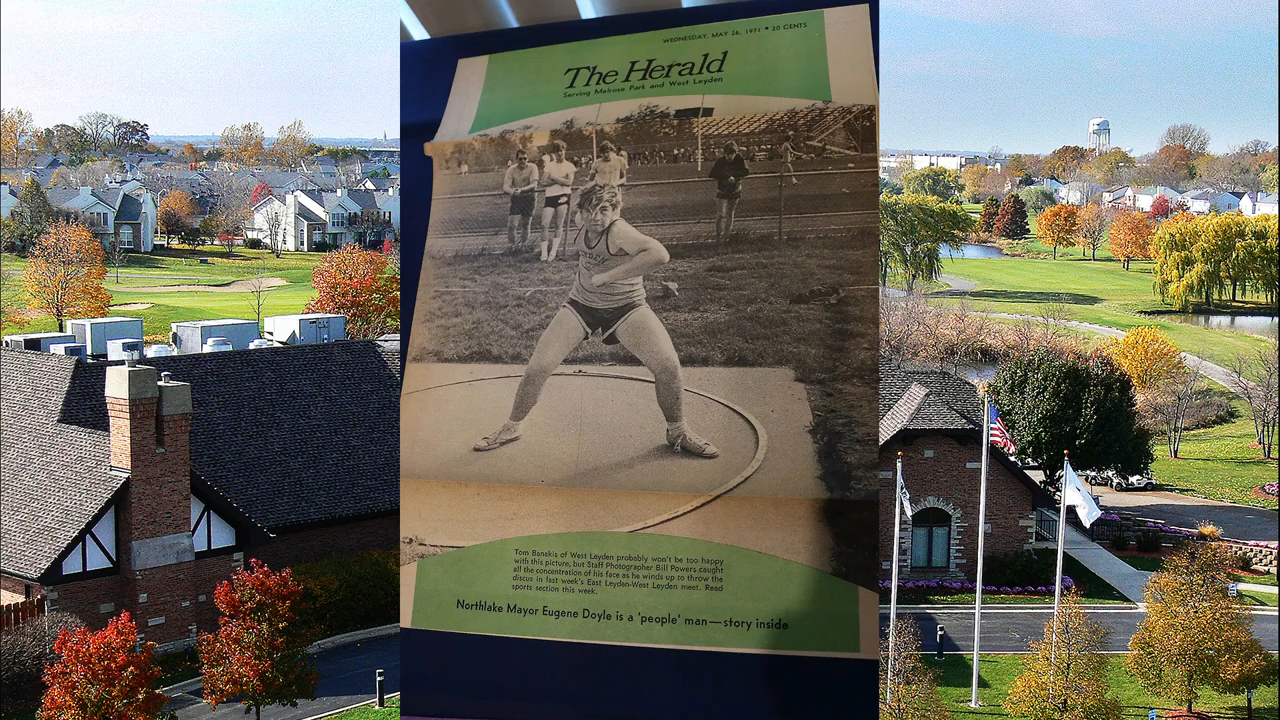 WEDNESDAY, MAY 26, 1971 * 20 CENTS
The Herald
Serving Melrose Park and West Leyden
Tom Banakis of West Leyden probably won't be too happy
with this picture, but Staff Photographer Bill Powers caught
all the concentration of his face as he winds up to throw the
discus in last week's East Leyden-West Leyden meet. Read
sports section this week.
Northlake Mayor Eugene Doyle is a 'people' man—story inside